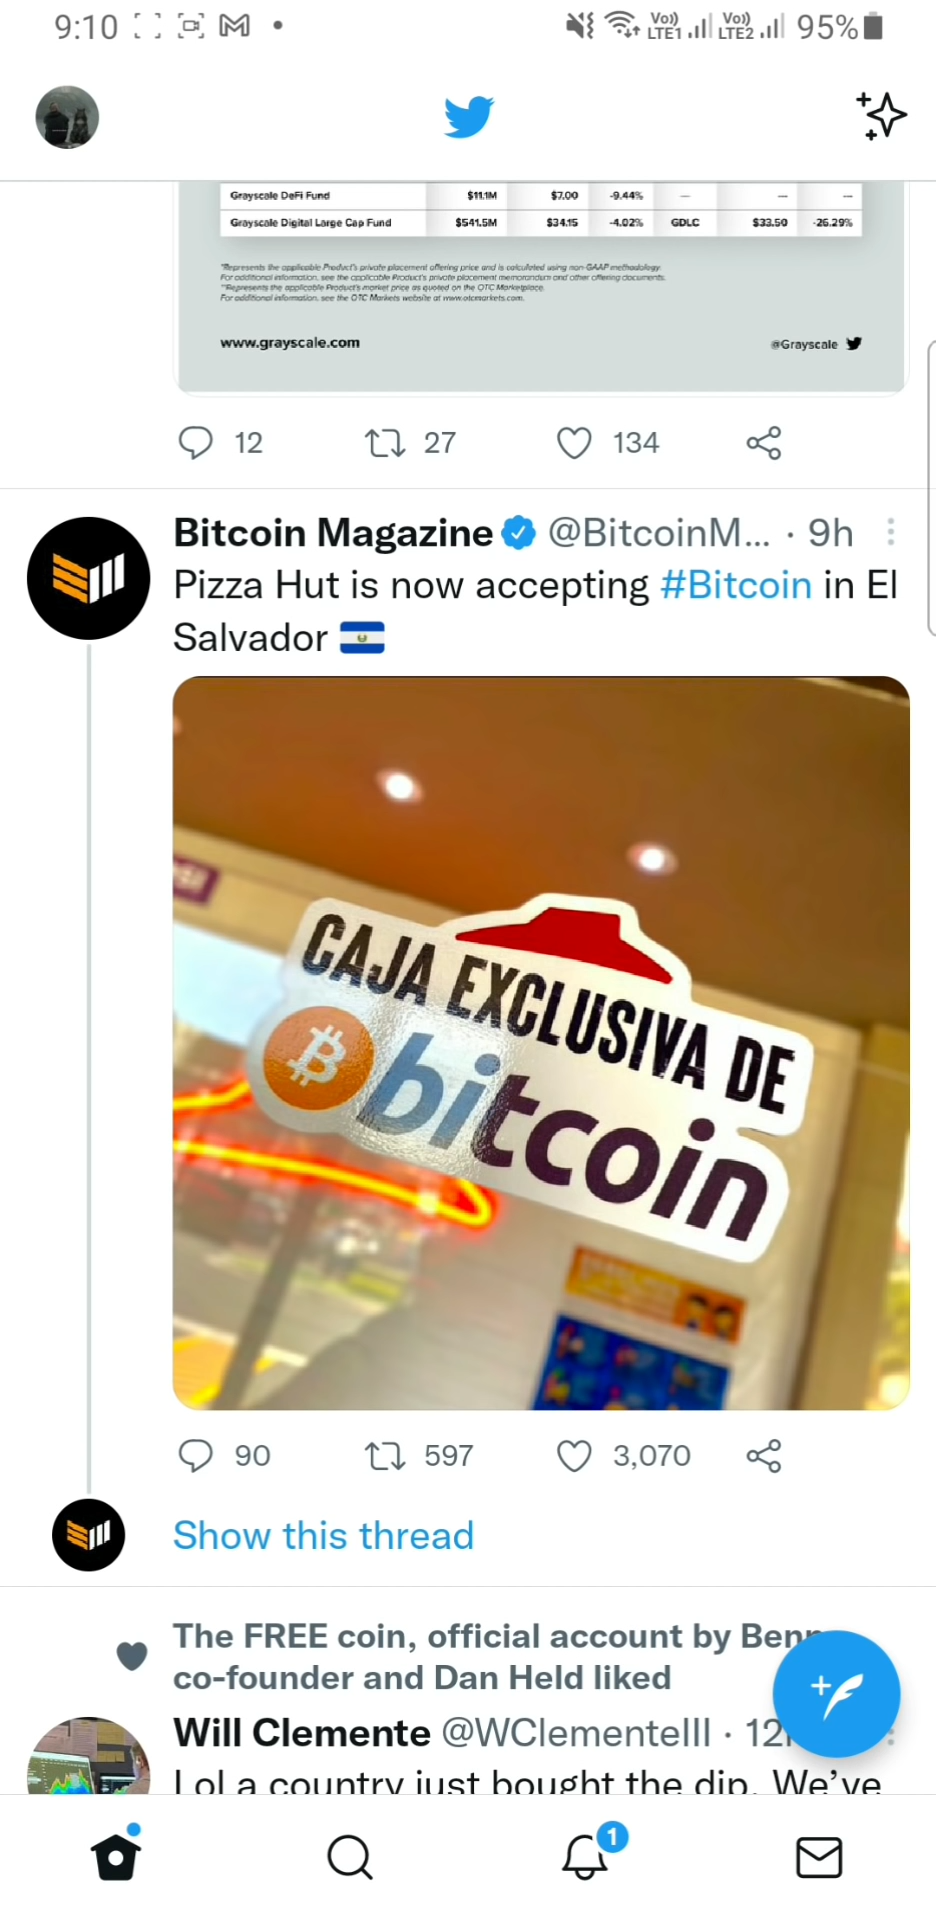 9:10
Vo)) LTE1 Vo)) LTE2 95%
Grayscale DeFi Fund $11.1M $7.00 -9.44% — — —
Grayscale Digital Large Cap Fund $541.5M $34.15 -4.02% GDLC $33.50 -26.29%
*Represents the applicable Product's private placement offering price and is calculated using non-GAAP methodology.
For additional information, see the applicable Product's private placement memorandum and other offering documents.
**Represents the applicable Product's market price as quoted on the OTC Marketplace.
For additional information, see the OTC Markets website at www.otcmarkets.com.
www.grayscale.com @Grayscale
12 27 134
Bitcoin Magazine @BitcoinM... · 9h
Pizza Hut is now accepting #Bitcoin in El
Salvador
CAJA EXCLUSIVA DE
bitcoin
90 597 3,070
Show this thread
The FREE coin, official account by Benn
co-founder and Dan Held liked
Will Clemente @WClementeIII · 12h
Lol a country just bought the dip. We've
1